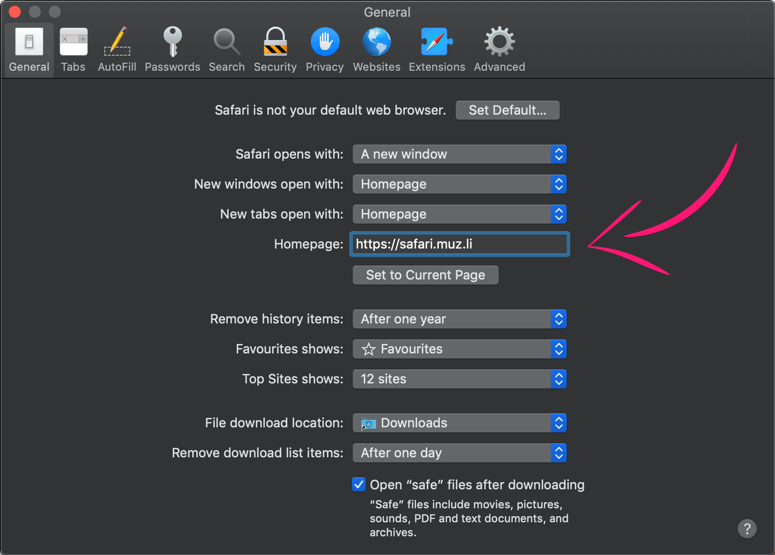 General
General Tabs AutoFill Passwords Search Security Privacy Websites Extensions Advanced
Safari is not your default web browser. Set Default...
Safari opens with: A new window
New windows open with: Homepage
New tabs open with: Homepage
Homepage: https://safari.muz.li
Set to Current Page
Remove history items: After one year
Favourites shows: Favourites
Top Sites shows: 12 sites
File download location: Downloads
Remove download list items: After one day
Open “safe” files after downloading
“Safe” files include movies, pictures,
sounds, PDF and text documents, and
archives.
?